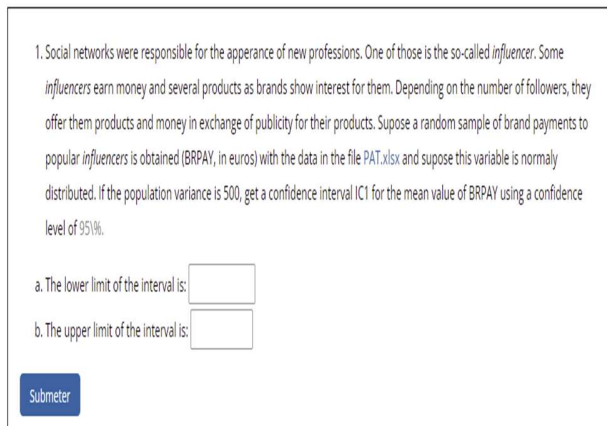 1. Social networks were responsible for the apperance of new professions. One of those is the so-called influencer. Some
influencers earn money and several products as brands show interest for them. Depending on the number of followers, they
offer them products and money in exchange of publicity for their products. Supose a random sample of brand payments to
popular influencers is obtained (BRPAY, in euros) with the data in the file PAT.xlsx and supose this variable is normaly
distributed. If the population variance is 500, get a confidence interval IC1 for the mean value of BRPAY using a confidence
level of 95\%.
a. The lower limit of the interval is:
b. The upper limit of the interval is:
Submeter